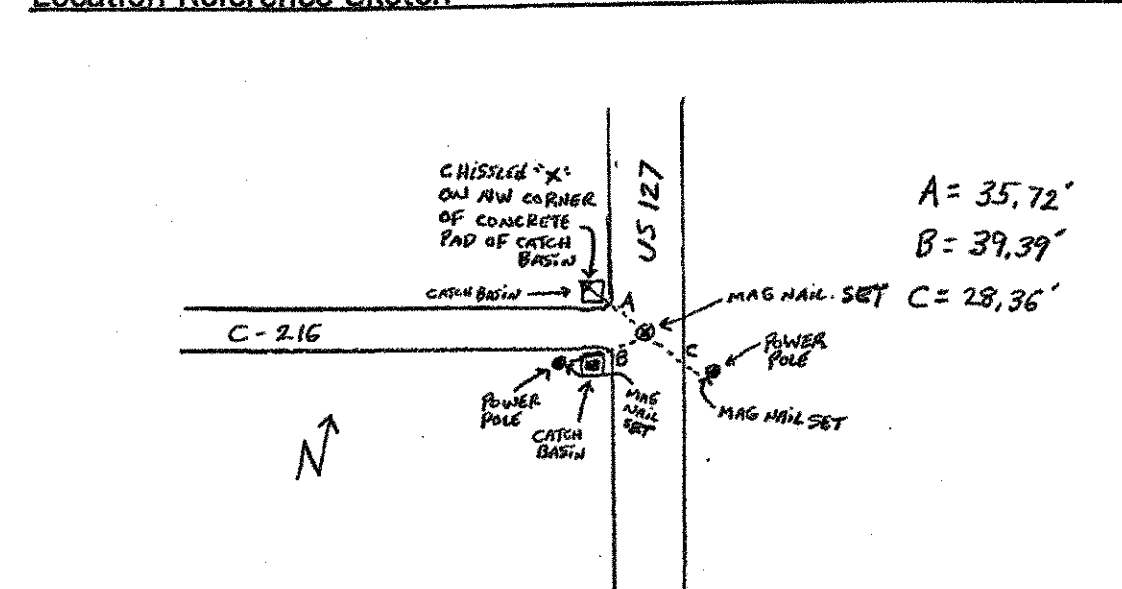 Location Reference Sketch
CHISSLED "X"
ON NW CORNER
OF CONCRETE
PAD OF CATCH
BASIN
CATCH BASIN
US 127
C-216
A
B
C
MAG NAIL. SET
POWER
POLE
MAG NAIL SET
POWER
POLE
CATCH
BASIN
MAG
NAIL
SET
N
A = 35.72'
B = 39.39'
C = 28.36'